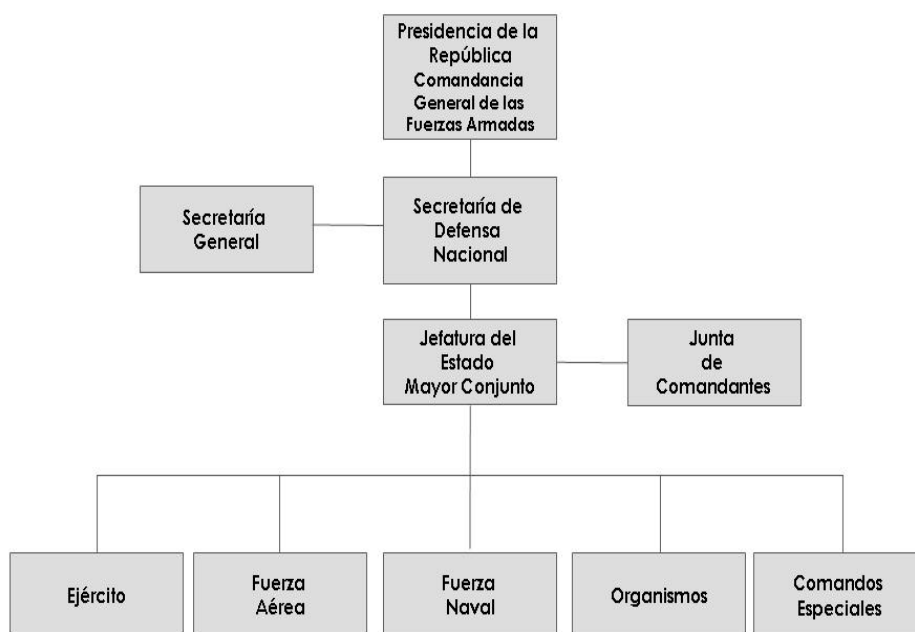 Presidencia de la
República
Comandancia
General de las
Fuerzas Armadas
Secretaría
General
Secretaría de
Defensa
Nacional
Jefatura del
Estado
Mayor Conjunto
Junta
de
Comandantes
Ejército
Fuerza
Aérea
Fuerza
Naval
Organismos
Comandos
Especiales